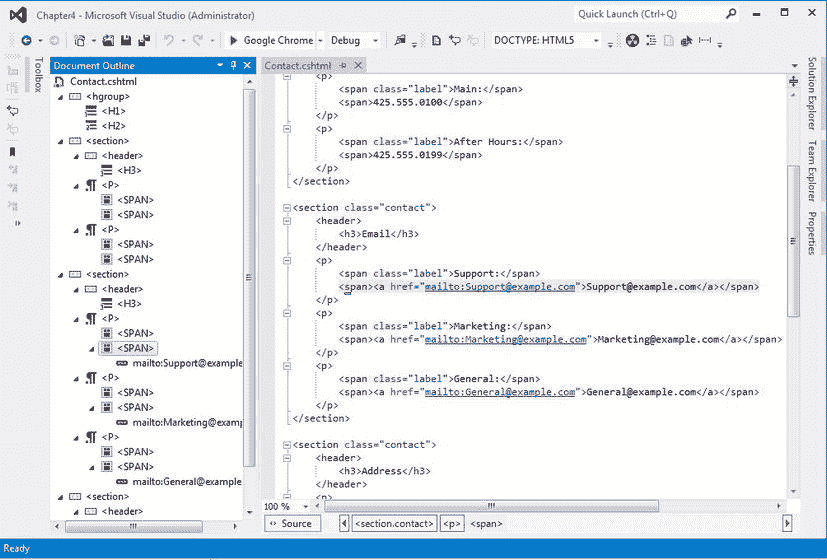 Chapter4 - Microsoft Visual Studio (Administrator)
Quick Launch (Ctrl+Q)
Google Chrome
Debug
DOCTYPE: HTML5
Toolbox
Document Outline
Contact.cshtml
<hgroup>
<H1>
<H2>
<section>
<header>
<H3>
<P>
<SPAN>
<SPAN>
<P>
<SPAN>
<SPAN>
<section>
<header>
<H3>
<P>
<SPAN>
<SPAN>
mailto:Support@example
<P>
<SPAN>
<SPAN>
mailto:Marketing@examp
<P>
<SPAN>
<SPAN>
mailto:General@example
<section>
<header>
Contact.cshtml
<p>
<span class="label">Main:</span>
<span>425.555.0100</span>
</p>
<p>
<span class="label">After Hours:</span>
<span>425.555.0199</span>
</p>
</section>
<section class="contact">
<header>
<h3>Email</h3>
</header>
<p>
<span class="label">Support:</span>
<span><a href="mailto:Support@example.com">Support@example.com</a></span>
</p>
<p>
<span class="label">Marketing:</span>
<span><a href="mailto:Marketing@example.com">Marketing@example.com</a></span>
</p>
<p>
<span class="label">General:</span>
<span><a href="mailto:General@example.com">General@example.com</a></span>
</p>
</section>
<section class="contact">
<header>
<h3>Address</h3>
</header>
<p>
100 %
Source
<section.contact>
<p>
<span>
Solution Explorer
Team Explorer
Properties
Ready